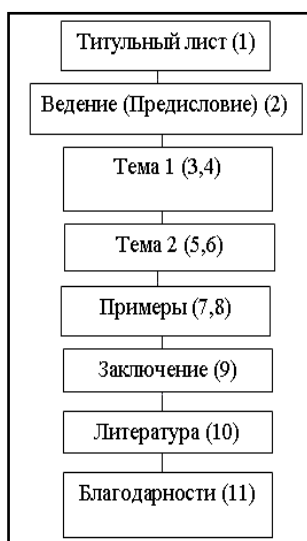 Титульный лист (1)
Ведение (Предисловие) (2)
Тема 1 (3,4)
Тема 2 (5,6)
Примеры (7,8)
Заключение (9)
Литература (10)
Благодарности (11)